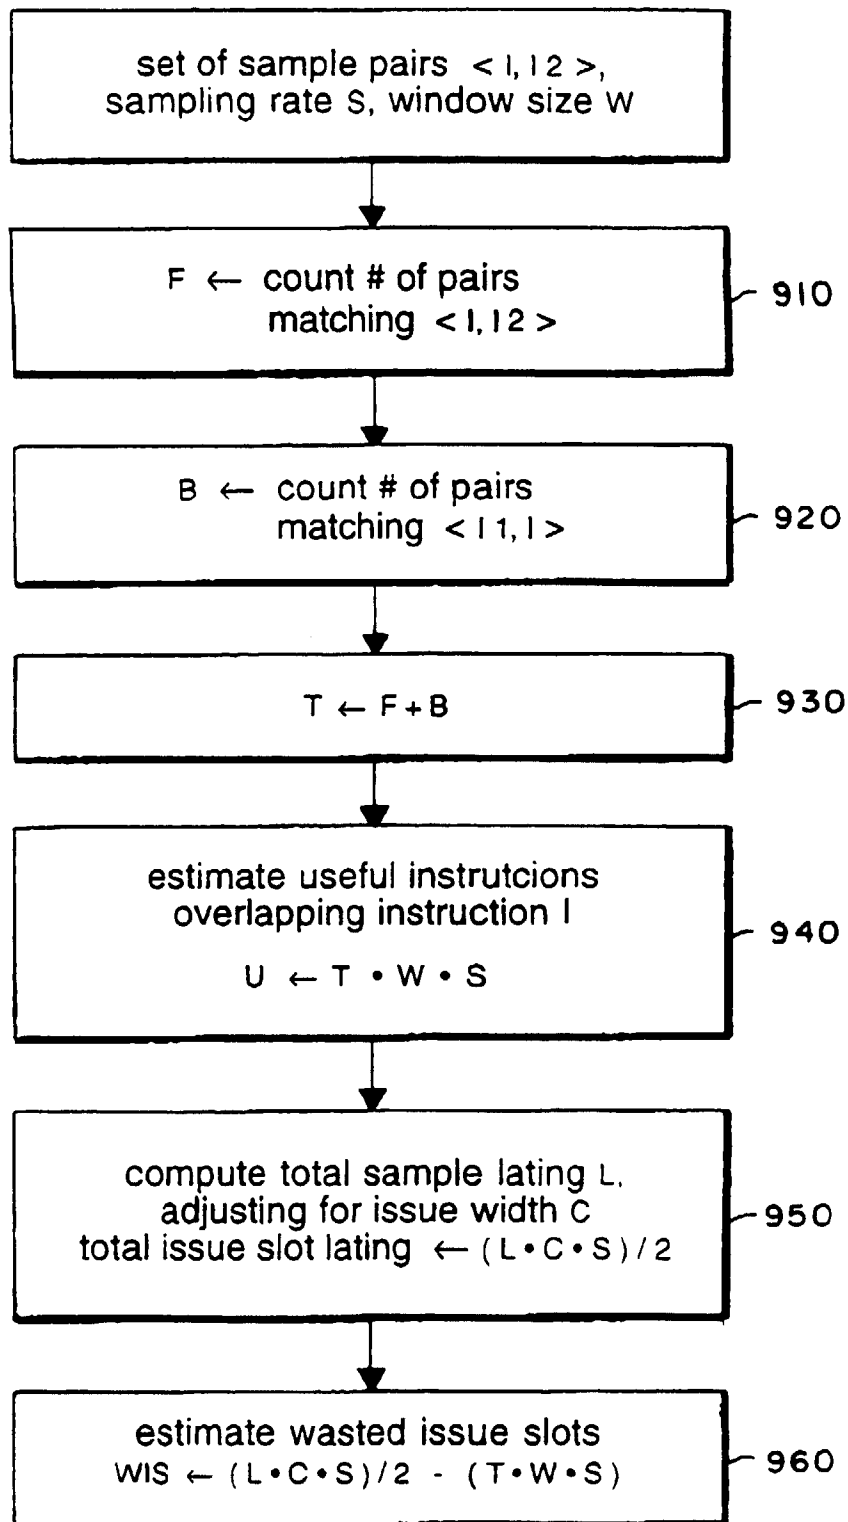 set of sample pairs < I, I2 >,
sampling rate S, window size W
F ← count # of pairs
matching < I, I2 >
910
B ← count # of pairs
matching < I1, I >
920
T ← F + B
930
estimate useful instrutcions
overlapping instruction I
U ← T • W • S
940
compute total sample lating L,
adjusting for issue width C
total issue slot lating ← (L•C•S)/2
950
estimate wasted issue slots
WIS ← (L•C•S)/2 - (T•W•S)
960